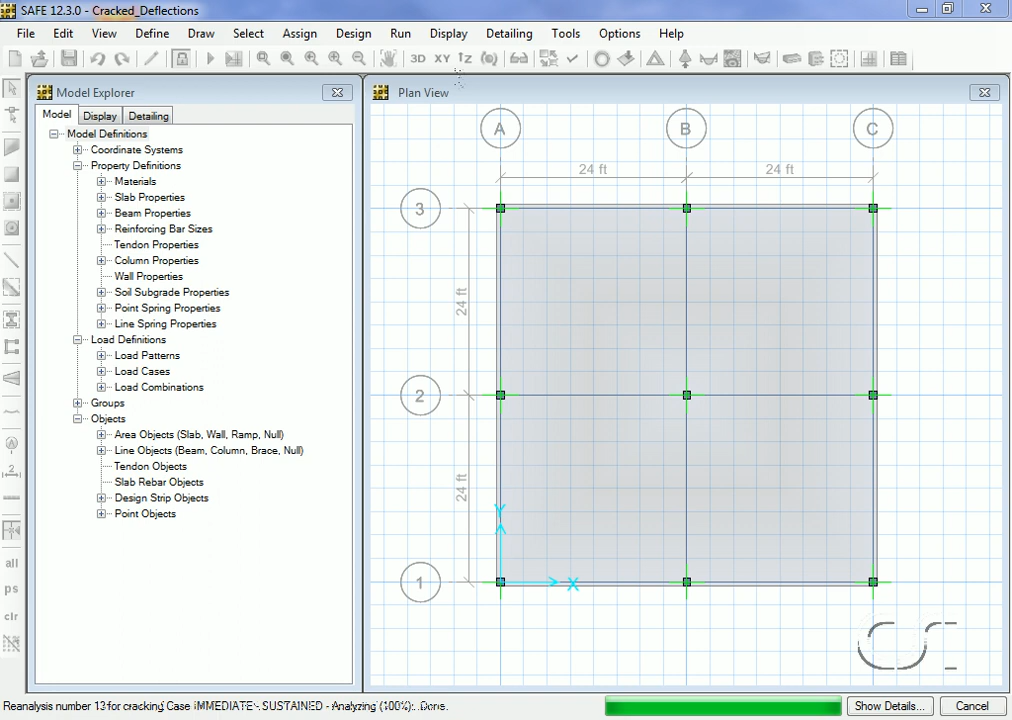 SAFE 12.3.0 - Cracked_Deflections
File Edit View Define Draw Select Assign Design Run Display Detailing Tools Options Help
3D XY
Model Explorer
Plan View
Model Display Detailing
Model Definitions
Coordinate Systems
Property Definitions
Materials
Slab Properties
Beam Properties
Reinforcing Bar Sizes
Tendon Properties
Column Properties
Wall Properties
Soil Subgrade Properties
Point Spring Properties
Line Spring Properties
Load Definitions
Load Patterns
Load Cases
Load Combinations
Groups
Objects
Area Objects (Slab, Wall, Ramp, Null)
Line Objects (Beam, Column, Brace, Null)
Tendon Objects
Slab Rebar Objects
Design Strip Objects
Point Objects
all
ps
clr
A B C
24 ft 24 ft
3
24 ft
2
24 ft
Y
1
X
CSI
Reanalysis number 13 for cracking Case IMMEDIATE - SUSTAINED - Analyzing (100%): Done.
Show Details...
Cancel